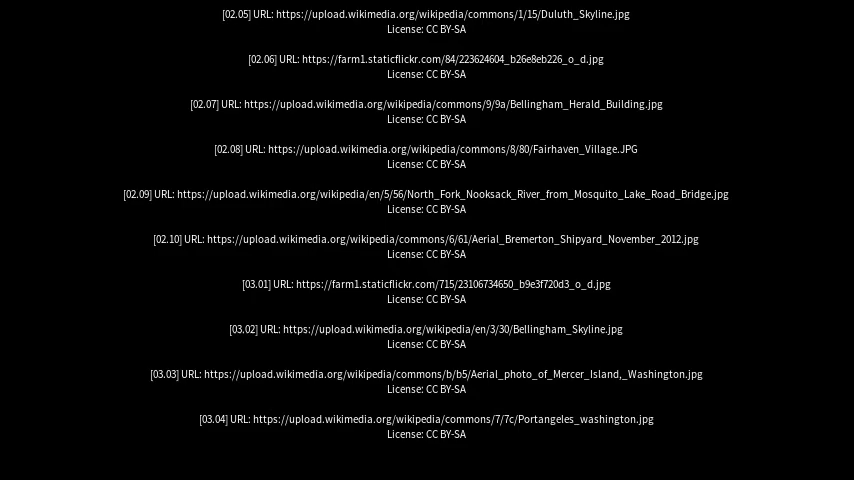 [02.05] URL: https://upload.wikimedia.org/wikipedia/commons/1/15/Duluth_Skyline.jpg
License: CC BY-SA
[02.06] URL: https://farm1.staticflickr.com/84/223624604_b26e8eb226_o_d.jpg
License: CC BY-SA
[02.07] URL: https://upload.wikimedia.org/wikipedia/commons/9/9a/Bellingham_Herald_Building.jpg
License: CC BY-SA
[02.08] URL: https://upload.wikimedia.org/wikipedia/commons/8/80/Fairhaven_Village.JPG
License: CC BY-SA
[02.09] URL: https://upload.wikimedia.org/wikipedia/en/5/56/North_Fork_Nooksack_River_from_Mosquito_Lake_Road_Bridge.jpg
License: CC BY-SA
[02.10] URL: https://upload.wikimedia.org/wikipedia/commons/6/61/Aerial_Bremerton_Shipyard_November_2012.jpg
License: CC BY-SA
[03.01] URL: https://farm1.staticflickr.com/715/23106734650_b9e3f720d3_o_d.jpg
License: CC BY-SA
[03.02] URL: https://upload.wikimedia.org/wikipedia/en/3/30/Bellingham_Skyline.jpg
License: CC BY-SA
[03.03] URL: https://upload.wikimedia.org/wikipedia/commons/b/b5/Aerial_photo_of_Mercer_Island,_Washington.jpg
License: CC BY-SA
[03.04] URL: https://upload.wikimedia.org/wikipedia/commons/7/7c/Portangeles_washington.jpg
License: CC BY-SA